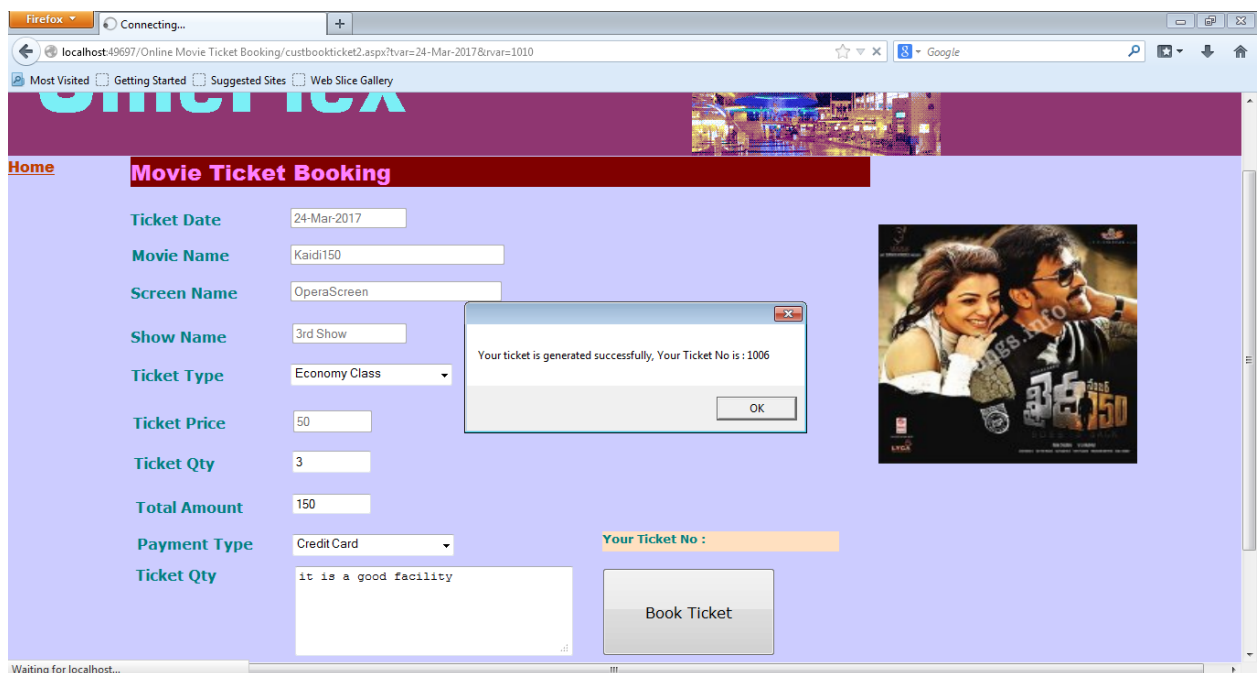 Firefox
Connecting...
localhost:49697/Online Movie Ticket Booking/custbookticket2.aspx?tvar=24-Mar-2017&rvar=1010
Google
Most Visited Getting Started Suggested Sites Web Slice Gallery
Home
Movie Ticket Booking
Ticket Date 24-Mar-2017
Movie Name Kaidi150
Screen Name OperaScreen
Show Name 3rd Show
Ticket Type Economy Class
Ticket Price 50
Ticket Qty 3
Total Amount 150
Payment Type Credit Card
Ticket Qty it is a good facility
Your ticket is generated successfully, Your Ticket No is : 1006
OK
Your Ticket No :
Book Ticket
ఖైదీ నంబర్ 150
LYCA
Waiting for localhost...